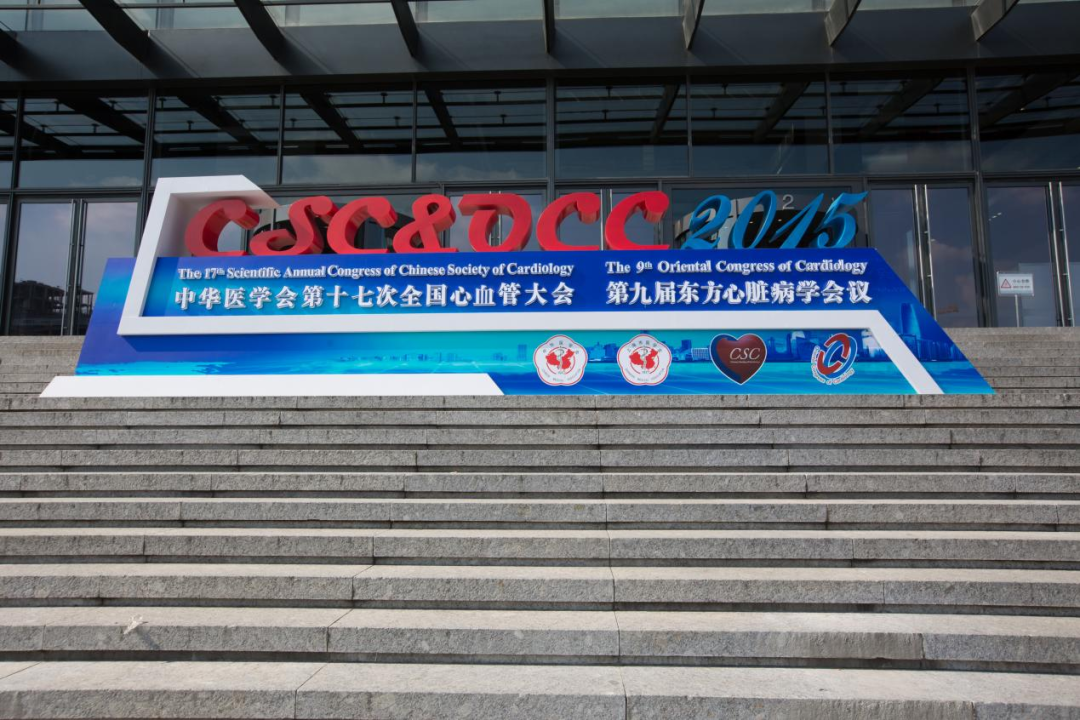 CSC&OCC 2015
The 17th Scientific Annual Congress of Chinese Society of Cardiology
中华医学会第十七次全国心血管大会
The 9th Oriental Congress of Cardiology
第九届东方心脏病学会议
CSC
2